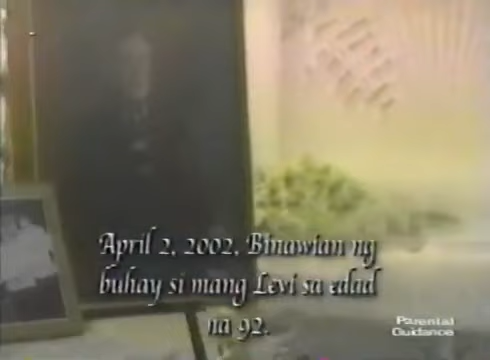 April 2, 2002, Binawian ng
buhay si mang Levi sa edad
na 92.
Parental
Guidance